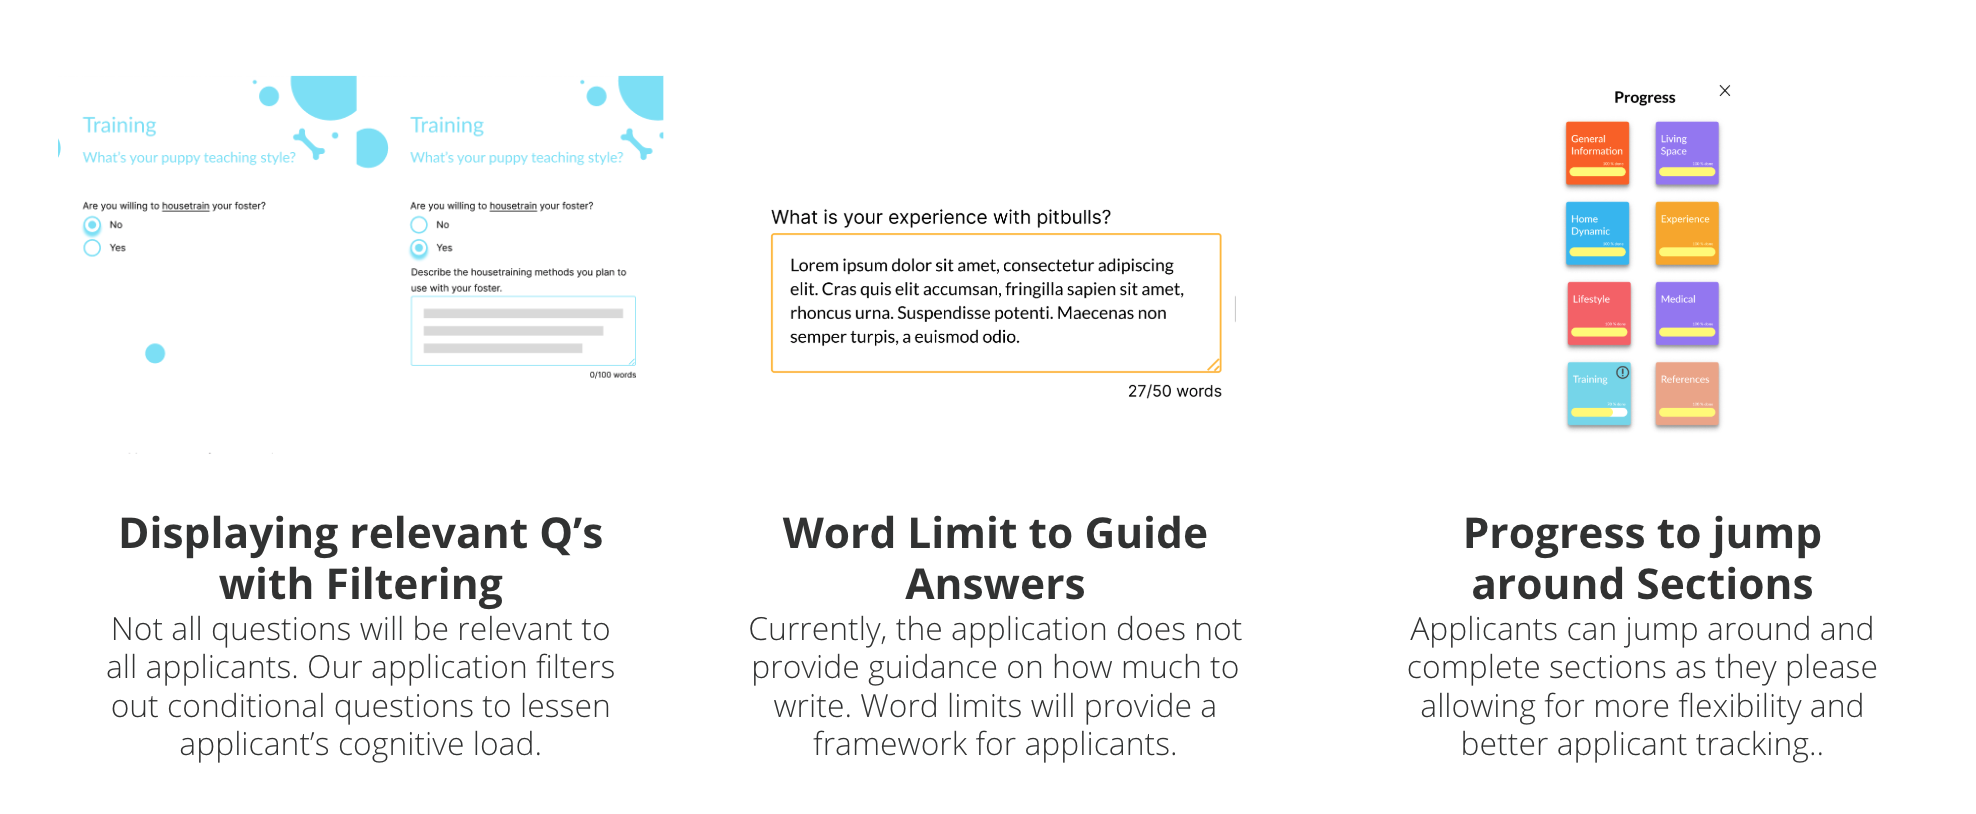 Training
What's your puppy teaching style?
Are you willing to housetrain your foster?
No
Yes
Training
What's your puppy teaching style?
Are you willing to housetrain your foster?
No
Yes
Describe the housetraining methods you plan to
use with your foster.
0/100 words
What is your experience with pitbulls?
Lorem ipsum dolor sit amet, consectetur adipiscing
elit. Cras quis elit accumsan, fringilla sapien sit amet,
rhoncus urna. Suspendisse potenti. Maecenas non
semper turpis, a euismod odio.
27/50 words
Progress
General
Information
Living
Space
Home
Dynamic
Experience
Lifestyle
Medical
Training
References
Displaying relevant Q’s
with Filtering
Not all questions will be relevant to
all applicants. Our application filters
out conditional questions to lessen
applicant’s cognitive load.
Word Limit to Guide
Answers
Currently, the application does not
provide guidance on how much to
write. Word limits will provide a
framework for applicants.
Progress to jump
around Sections
Applicants can jump around and
complete sections as they please
allowing for more flexibility and
better applicant tracking..